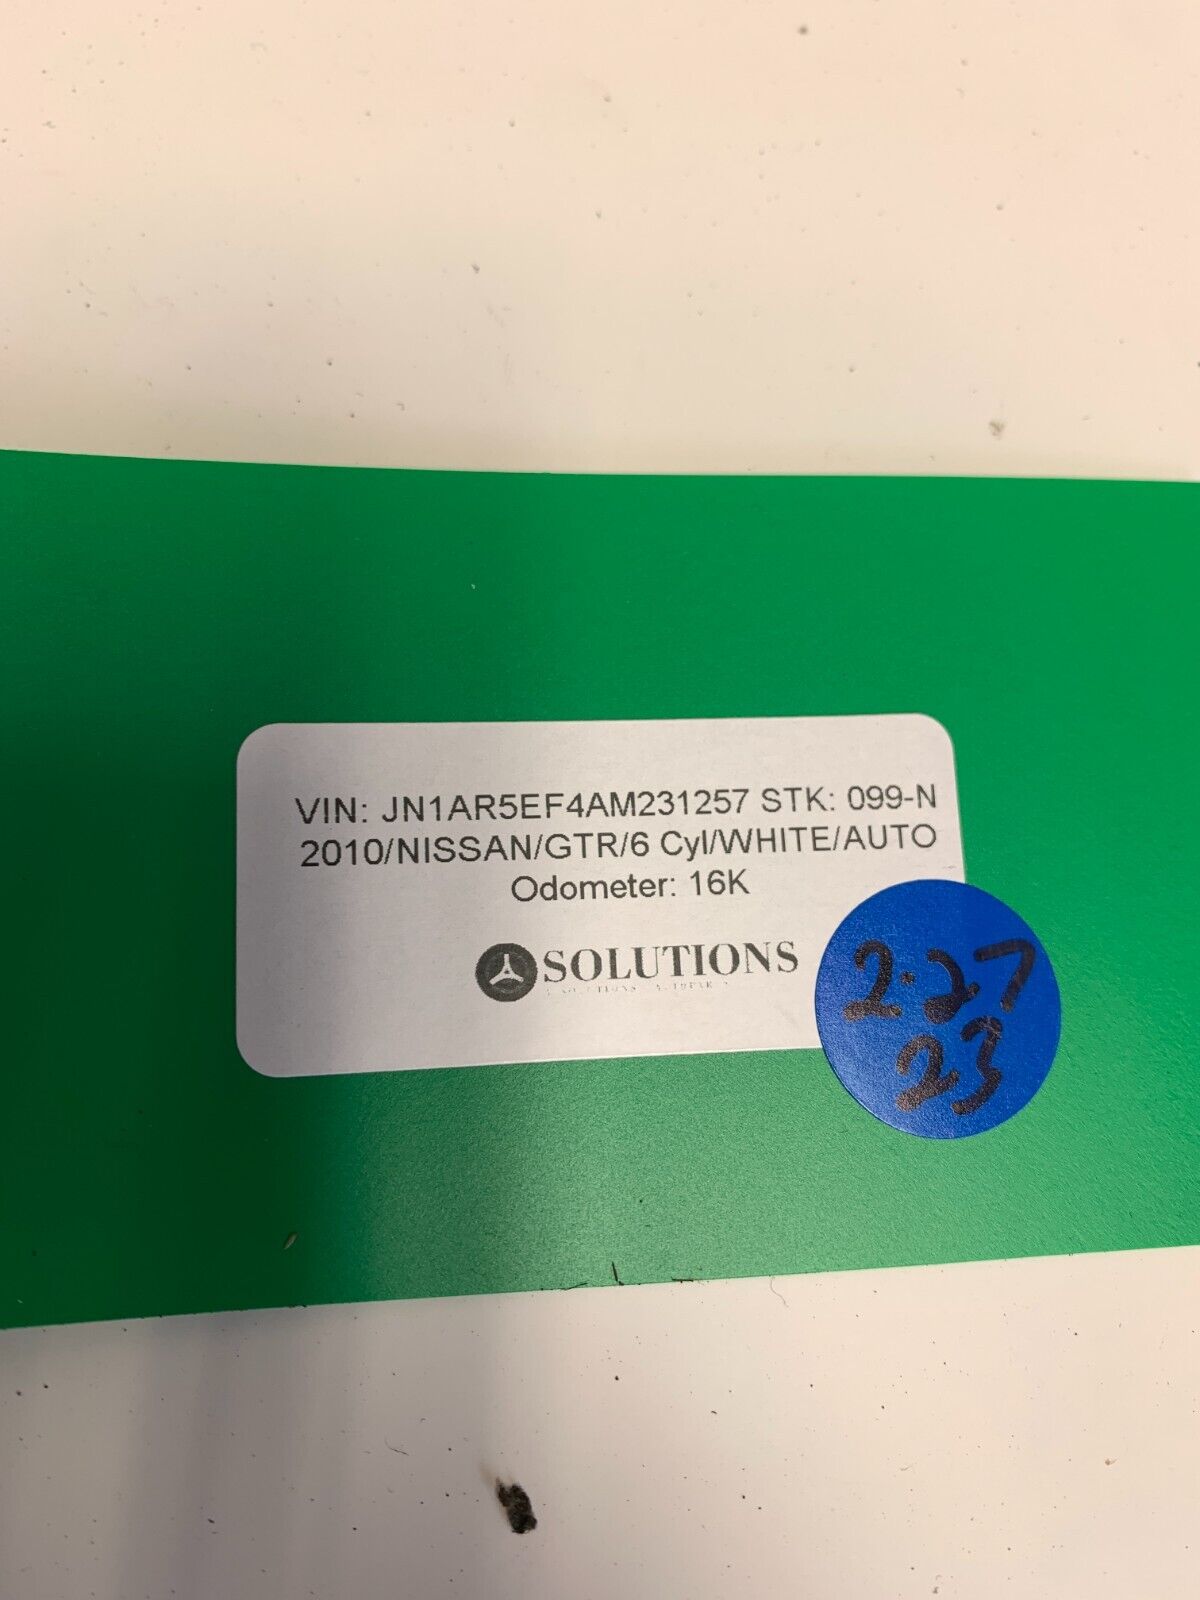 VIN: JN1AR5EF4AM231257 STK: 099-N
2010/NISSAN/GTR/6 Cyl/WHITE/AUTO
Odometer: 16K
SOLUTIONS
2-27
23